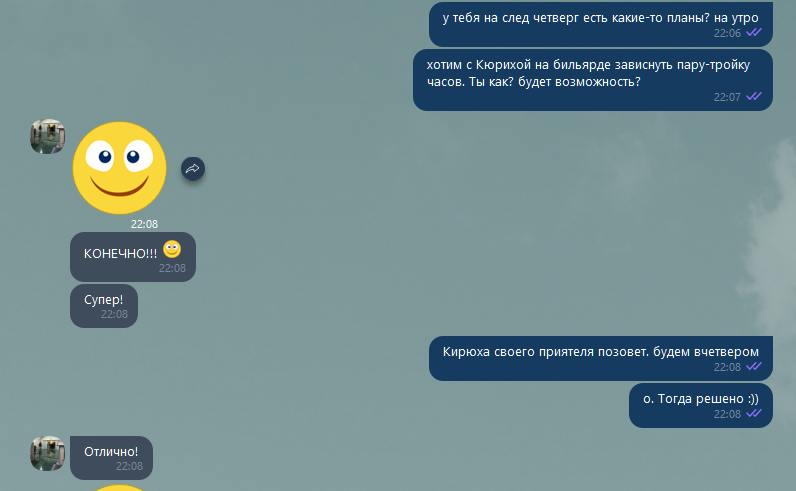 у тебя на след четверг есть какие-то планы? на утро
22:06
хотим с Кюрихой на бильярде зависнуть пару-тройку
часов. Ты как? будет возможность?
22:07
22:08
КОНЕЧНО!!!
22:08
Супер!
22:08
Кирюха своего приятеля позовет. будем вчетвером
22:08
о. Тогда решено :))
22:08
Отлично!
22:08